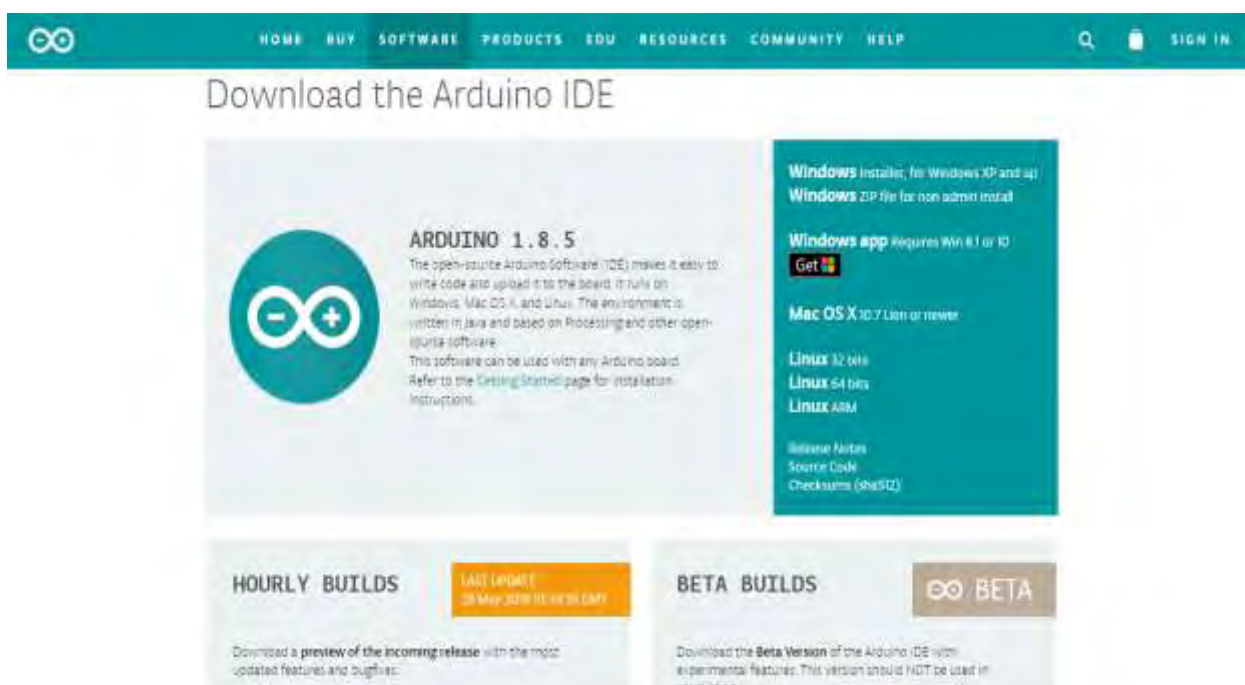 HOME BUY SOFTWARE PRODUCTS EDU RESOURCES COMMUNITY HELP SIGN IN
Download the Arduino IDE
ARDUINO 1.8.5
The open-source Arduino Software (IDE) makes it easy to
write code and upload it to the board. It runs on
Windows, Mac OS X, and Linux. The environment is
written in Java and based on Processing and other open-
source software.
This software can be used with any Arduino board.
Refer to the Getting Started page for installation
instructions.
Windows Installer, for Windows XP and up
Windows ZIP file for non admin install
Windows app Requires Win 8.1 or 10
Get
Mac OS X 10.7 Lion or newer
Linux 32 bits
Linux 64 bits
Linux ARM
Release Notes
Source Code
Checksums (sha512)
HOURLY BUILDS
LAST UPDATE
BETA BUILDS
BETA
Download a preview of the incoming release with the most
updated features and bugfixes.
Download the Beta Version of the Arduino IDE with
experimental features. This version should NOT be used in